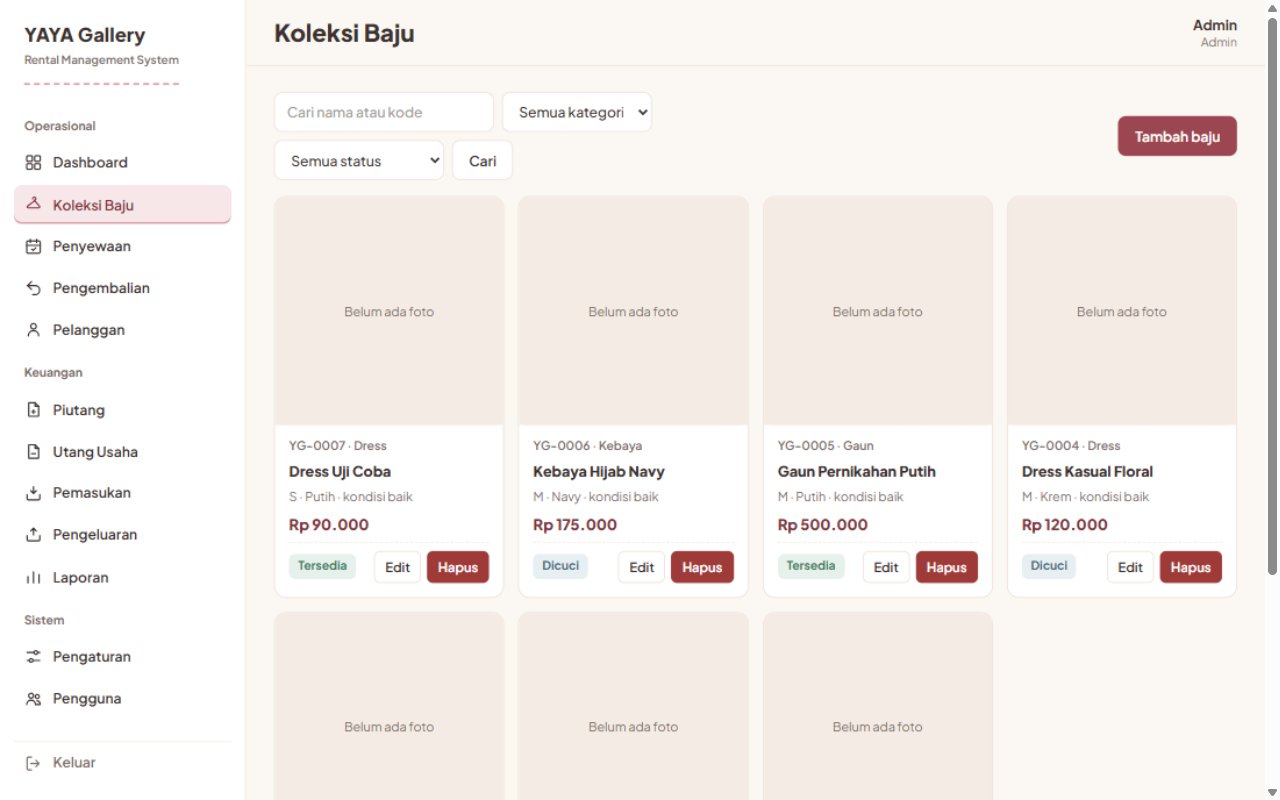 YAYA Gallery
Rental Management System
Operasional
Dashboard
Koleksi Baju
Penyewaan
Pengembalian
Pelanggan
Keuangan
Piutang
Utang Usaha
Pemasukan
Pengeluaran
Laporan
Sistem
Pengaturan
Pengguna
Keluar
Koleksi Baju
Admin
Admin
Cari nama atau kode
Semua kategori
Semua status
Cari
Tambah baju
Belum ada foto
YG-0007 · Dress
Dress Uji Coba
S · Putih · kondisi baik
Rp 90.000
Tersedia
Edit
Hapus
Belum ada foto
YG-0006 · Kebaya
Kebaya Hijab Navy
M · Navy · kondisi baik
Rp 175.000
Dicuci
Edit
Hapus
Belum ada foto
YG-0005 · Gaun
Gaun Pernikahan Putih
M · Putih · kondisi baik
Rp 500.000
Tersedia
Edit
Hapus
Belum ada foto
YG-0004 · Dress
Dress Kasual Floral
M · Krem · kondisi baik
Rp 120.000
Dicuci
Edit
Hapus
Belum ada foto
Belum ada foto
Belum ada foto